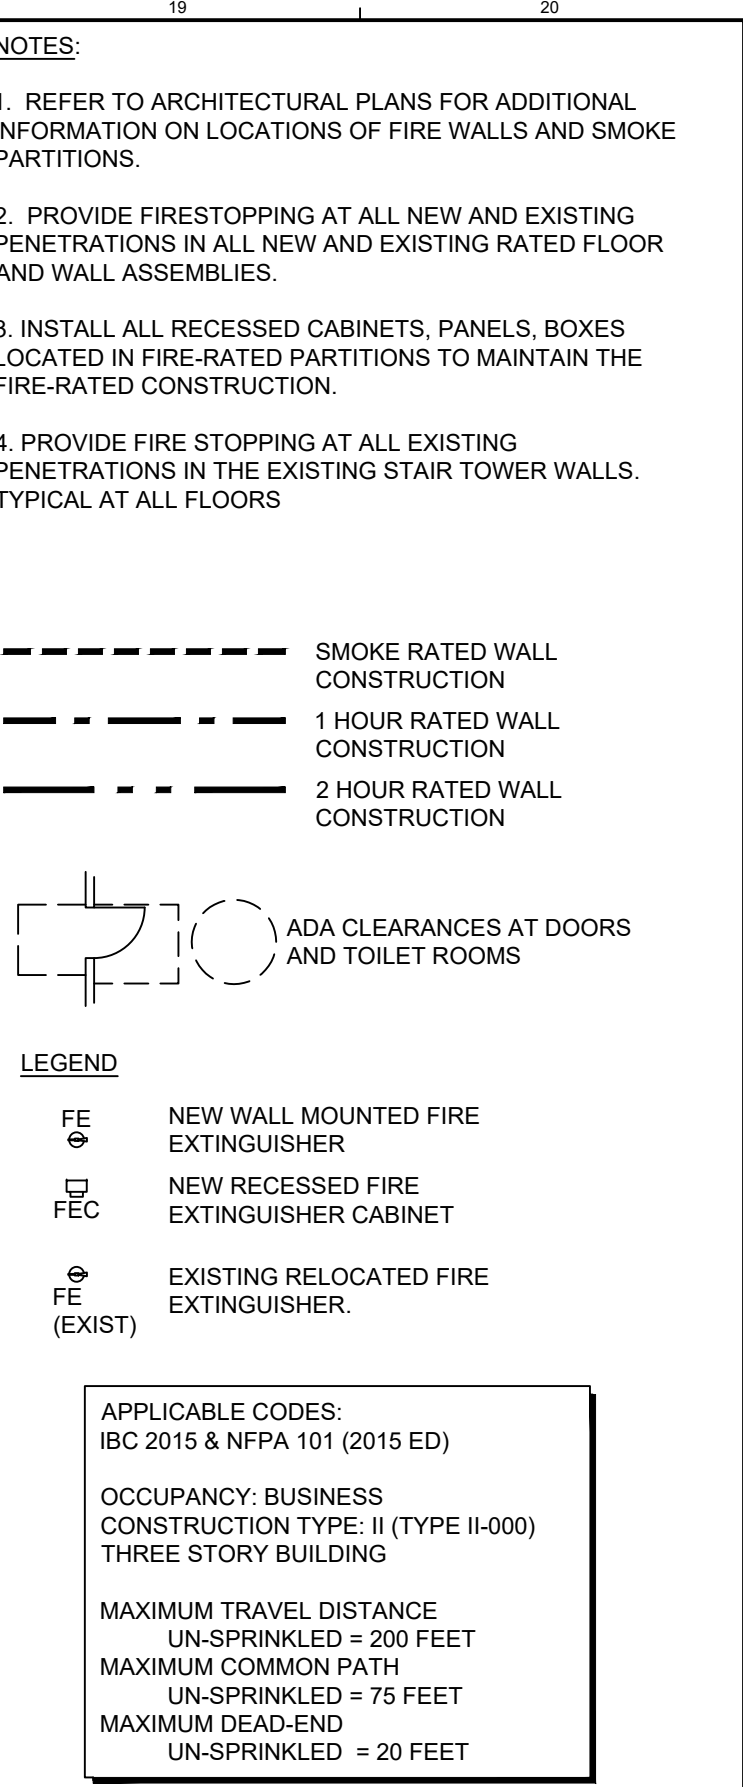 19 20
NOTES:
1. REFER TO ARCHITECTURAL PLANS FOR ADDITIONAL
INFORMATION ON LOCATIONS OF FIRE WALLS AND SMOKE
PARTITIONS.
2. PROVIDE FIRESTOPPING AT ALL NEW AND EXISTING
PENETRATIONS IN ALL NEW AND EXISTING RATED FLOOR
AND WALL ASSEMBLIES.
3. INSTALL ALL RECESSED CABINETS, PANELS, BOXES
LOCATED IN FIRE-RATED PARTITIONS TO MAINTAIN THE
FIRE-RATED CONSTRUCTION.
4. PROVIDE FIRE STOPPING AT ALL EXISTING
PENETRATIONS IN THE EXISTING STAIR TOWER WALLS.
TYPICAL AT ALL FLOORS
SMOKE RATED WALL
CONSTRUCTION
1 HOUR RATED WALL
CONSTRUCTION
2 HOUR RATED WALL
CONSTRUCTION
ADA CLEARANCES AT DOORS
AND TOILET ROOMS
LEGEND
FE
NEW WALL MOUNTED FIRE
EXTINGUISHER
FEC
NEW RECESSED FIRE
EXTINGUISHER CABINET
FE
(EXIST)
EXISTING RELOCATED FIRE
EXTINGUISHER.
APPLICABLE CODES:
IBC 2015 & NFPA 101 (2015 ED)
OCCUPANCY: BUSINESS
CONSTRUCTION TYPE: II (TYPE II-000)
THREE STORY BUILDING
MAXIMUM TRAVEL DISTANCE
UN-SPRINKLED = 200 FEET
MAXIMUM COMMON PATH
UN-SPRINKLED = 75 FEET
MAXIMUM DEAD-END
UN-SPRINKLED = 20 FEET